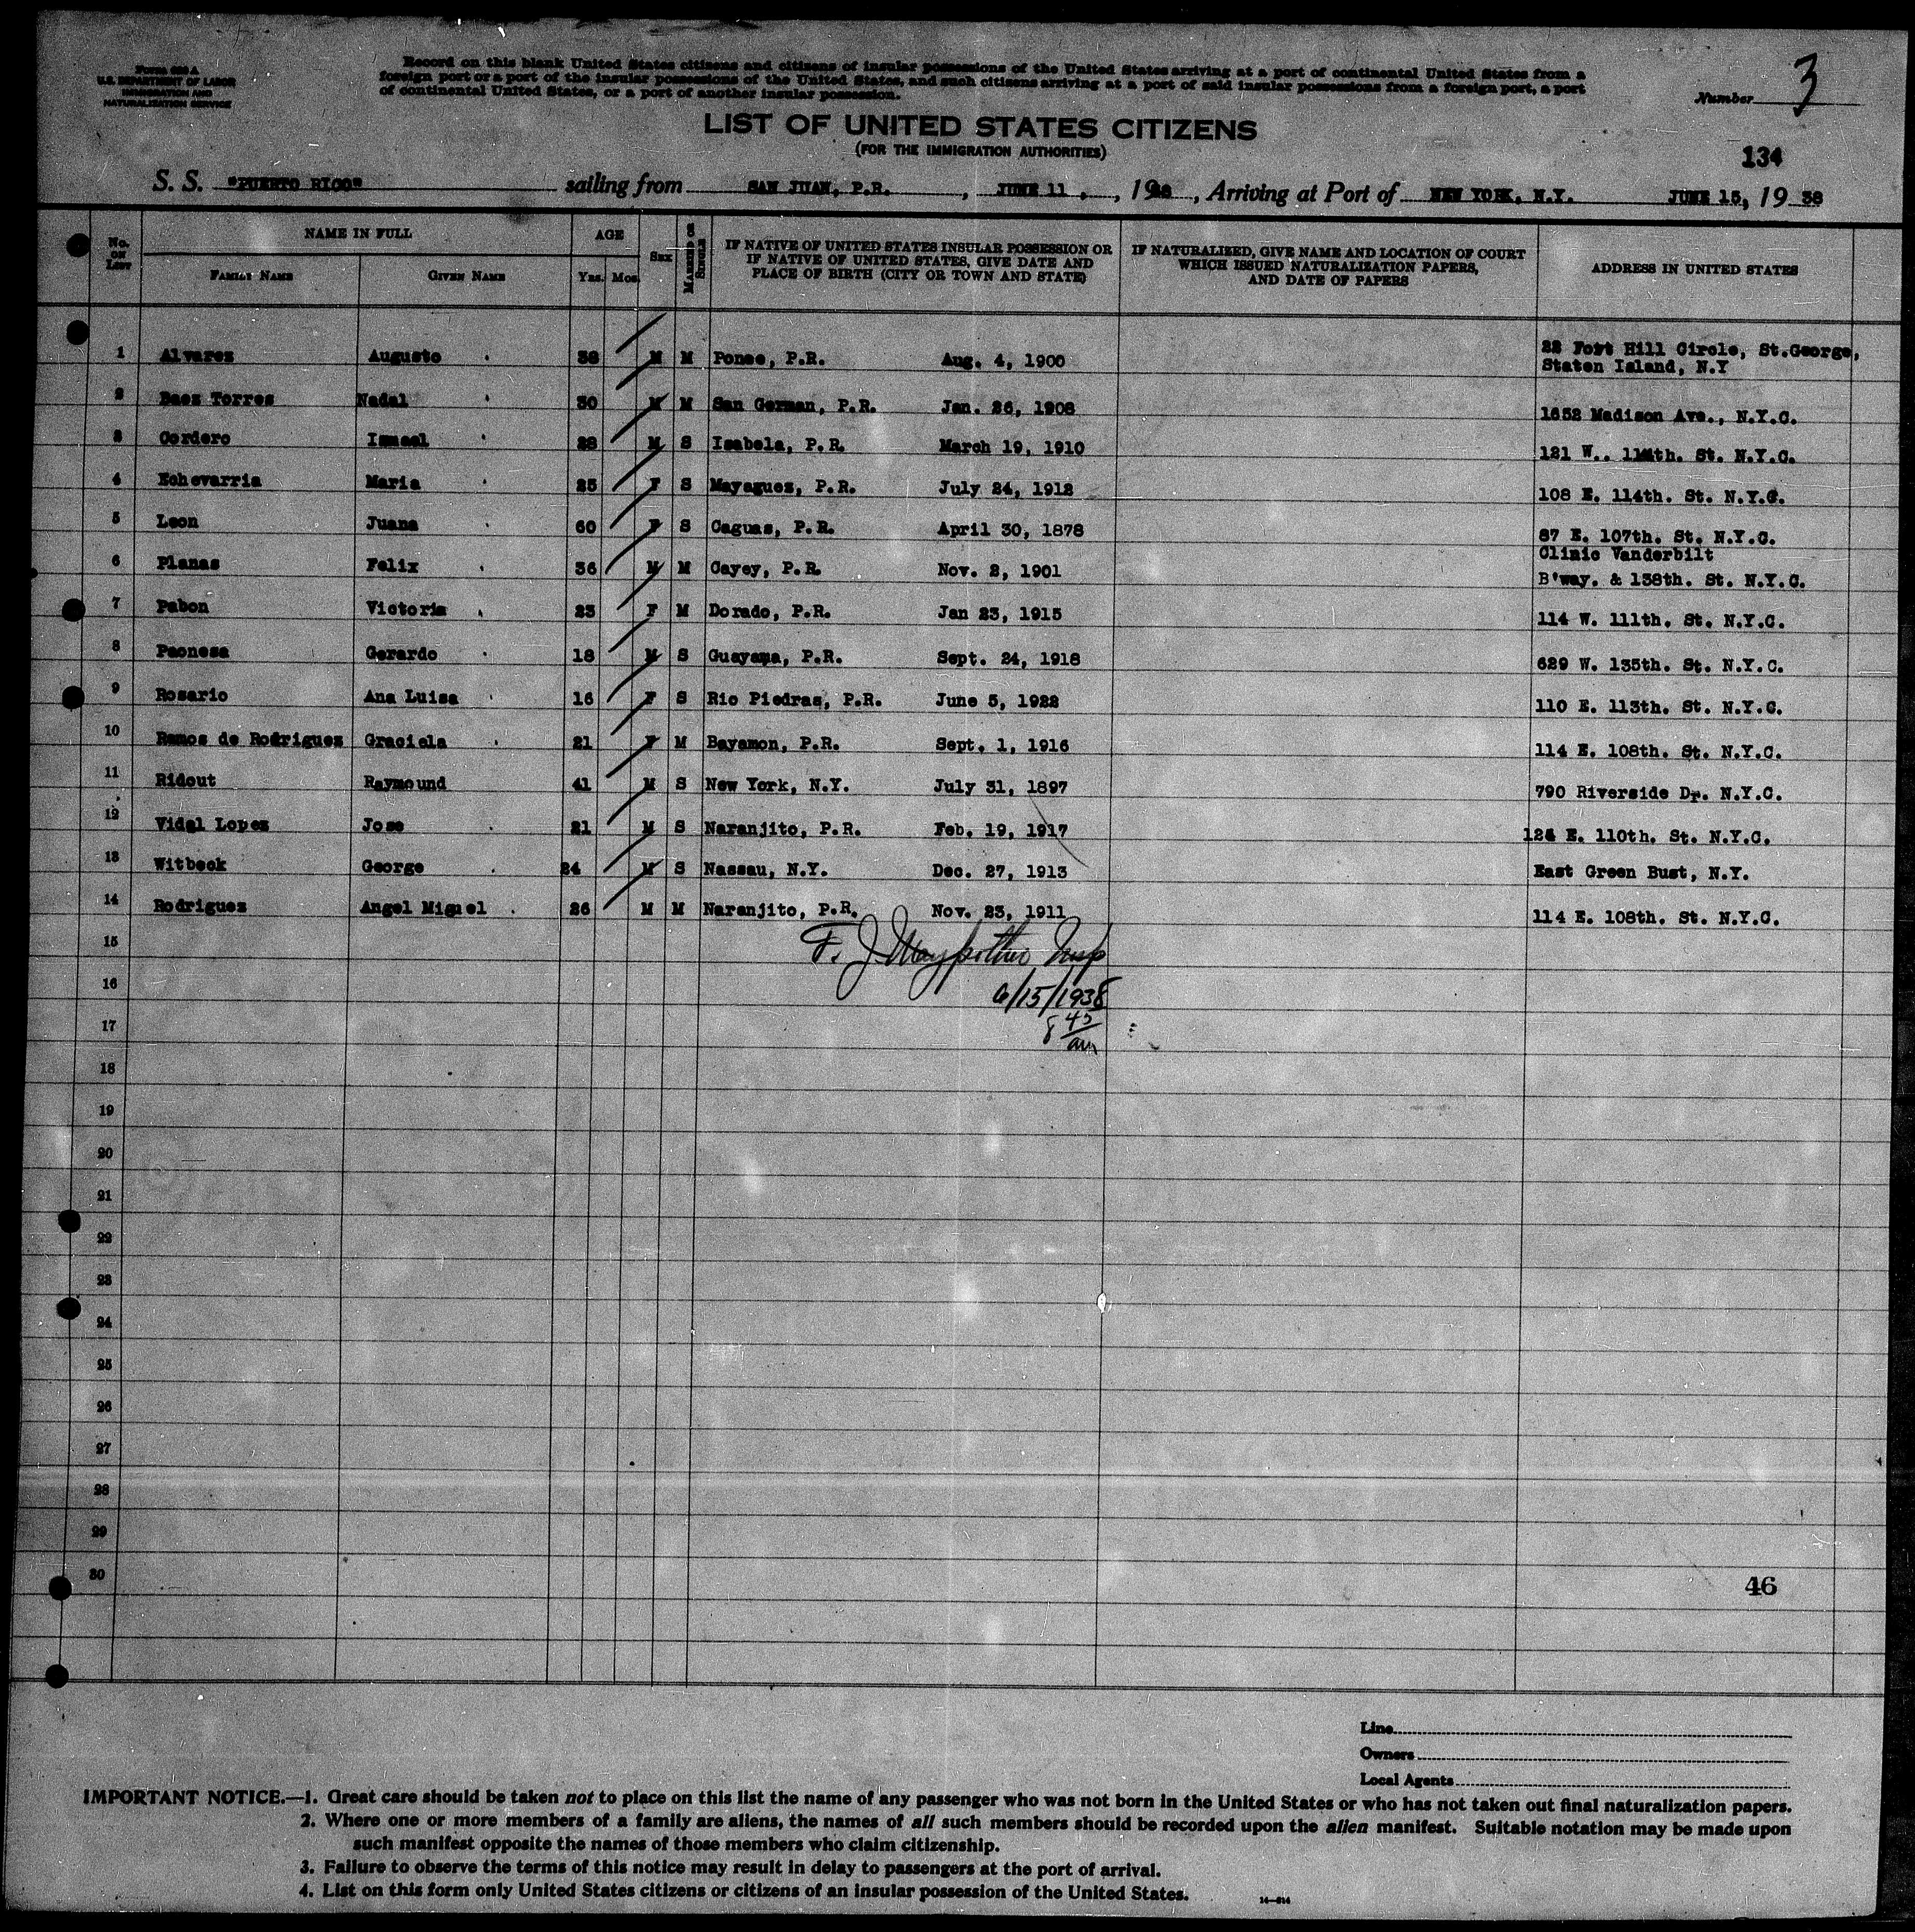 Form 630 A
U.S. DEPARTMENT OF LABOR
IMMIGRATION AND
NATURALIZATION SERVICE
Record on this blank United States citizens and citizens of insular possessions of the United States arriving at a port of continental United States from a
foreign port or a port of the insular possessions of the United States, and such citizens arriving at a port of said insular possessions from a foreign port, a port
of continental United States, or a port of another insular possession.
Number 3
LIST OF UNITED STATES CITIZENS
(FOR THE IMMIGRATION AUTHORITIES)
134
S. S. "PUERTO RICO" sailing from SAN JUAN, P.R. , JUNE 11 , 1938 , Arriving at Port of NEW YORK, N.Y. JUNE 15, 19 38
No. ON LIST NAME IN FULL AGE SEX MARRIED OR SINGLE IF NATIVE OF UNITED STATES INSULAR POSSESSION OR IF NATIVE OF UNITED STATES, GIVE DATE AND PLACE OF BIRTH (CITY OR TOWN AND STATE) IF NATURALIZED, GIVE NAME AND LOCATION OF COURT WHICH ISSUED NATURALIZATION PAPERS, AND DATE OF PAPERS ADDRESS IN UNITED STATES
FAMILY NAME GIVEN NAME YRS. MOS.
1 Alvarez Augusto 38 M M Ponce, P.R. Aug. 4, 1900 22 Fort Hill Circle, St.George,
Staten Island, N.Y
2 Baez Torres Nadal 30 M M San German, P.R. Jan. 26, 1908 1652 Madison Ave., N.Y.C.
3 Cordero Ismael 28 M S Isabela, P.R. March 19, 1910 121 W.. 114th. St. N.Y.C.
4 Echevarria Maria 25 F S Mayaguez, P.R. July 24, 1912 108 E. 114th. St. N.Y.C.
5 Leon Juana 60 F S Caguas, P.R. April 30, 1878 87 E. 107th. St. N.Y.C.
Clinic Vanderbilt
6 Planas Felix 36 M M Cayey, P.R. Nov. 2, 1901 B'way. & 138th. St. N.Y.C.
7 Pabon Victoria 23 F M Dorado, P.R. Jan 23, 1915 114 W. 111th. St. N.Y.C.
8 Paonesa Gerardo 18 M S Guayama, P.R. Sept. 24, 1918 629 W. 135th. St. N.Y.C.
9 Rosario Ana Luisa 16 F S Rio Piedras, P.R. June 5, 1922 110 E. 113th. St. N.Y.C.
10 Ramos de Rodriguez Graciela 21 F M Bayamon, P.R. Sept. 1, 1916 114 E. 108th. St. N.Y.C.
11 Ridout Raymound 41 M S New York, N.Y. July 31, 1897 790 Riverside Dr. N.Y.C.
12 Vidal Lopez Jose 21 M S Naranjito, P.R. Feb. 19, 1917 124 E. 110th. St. N.Y.C.
13 Witbeck George 24 M S Nassau, N.Y. Dec. 27, 1913 East Green Bust, N.Y.
14 Rodriguez Angel Miguel 26 M M Naranjito, P.R. Nov. 23, 1911 114 E. 108th. St. N.Y.C.
15 F. J. Insp
16 6/15/1938
17 8 45 am
18
19
20
21
22
23
24
25
26
27
28
29
30
46
Line
Owners
Local Agents
IMPORTANT NOTICE.—1. Great care should be taken not to place on this list the name of any passenger who was not born in the United States or who has not taken out final naturalization papers.
2. Where one or more members of a family are aliens, the names of all such members should be recorded upon the alien manifest. Suitable notation may be made upon
such manifest opposite the names of those members who claim citizenship.
3. Failure to observe the terms of this notice may result in delay to passengers at the port of arrival.
4. List on this form only United States citizens or citizens of an insular possession of the United States.
14—614